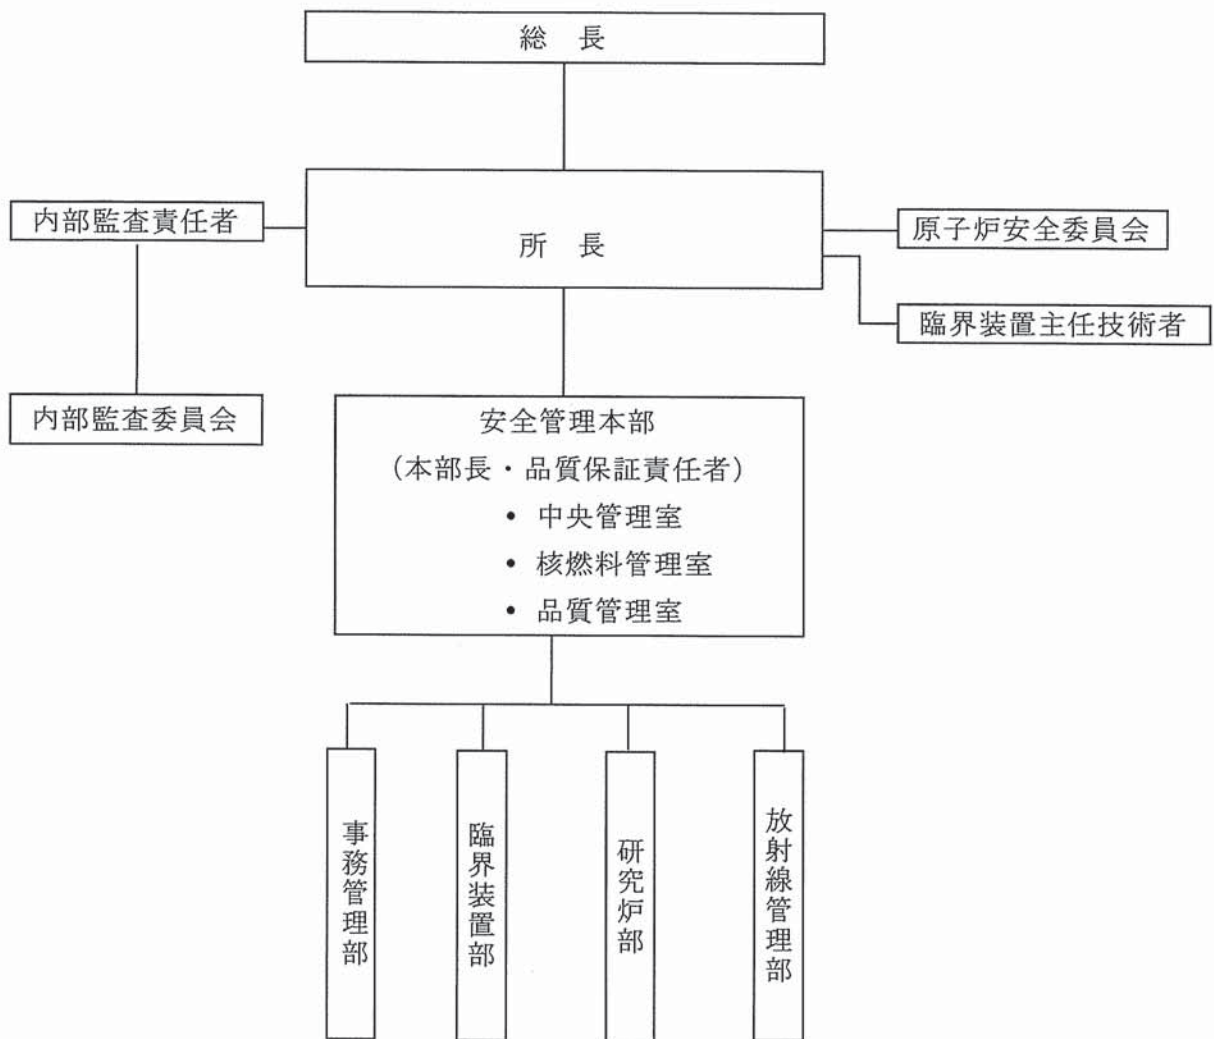 総 長
所 長
内部監査責任者
原子炉安全委員会
臨界装置主任技術者
内部監査委員会
安全管理本部
(本部長・品質保証責任者)
• 中央管理室
• 核燃料管理室
• 品質管理室
事務管理部
臨界装置部
研究炉部
放射線管理部